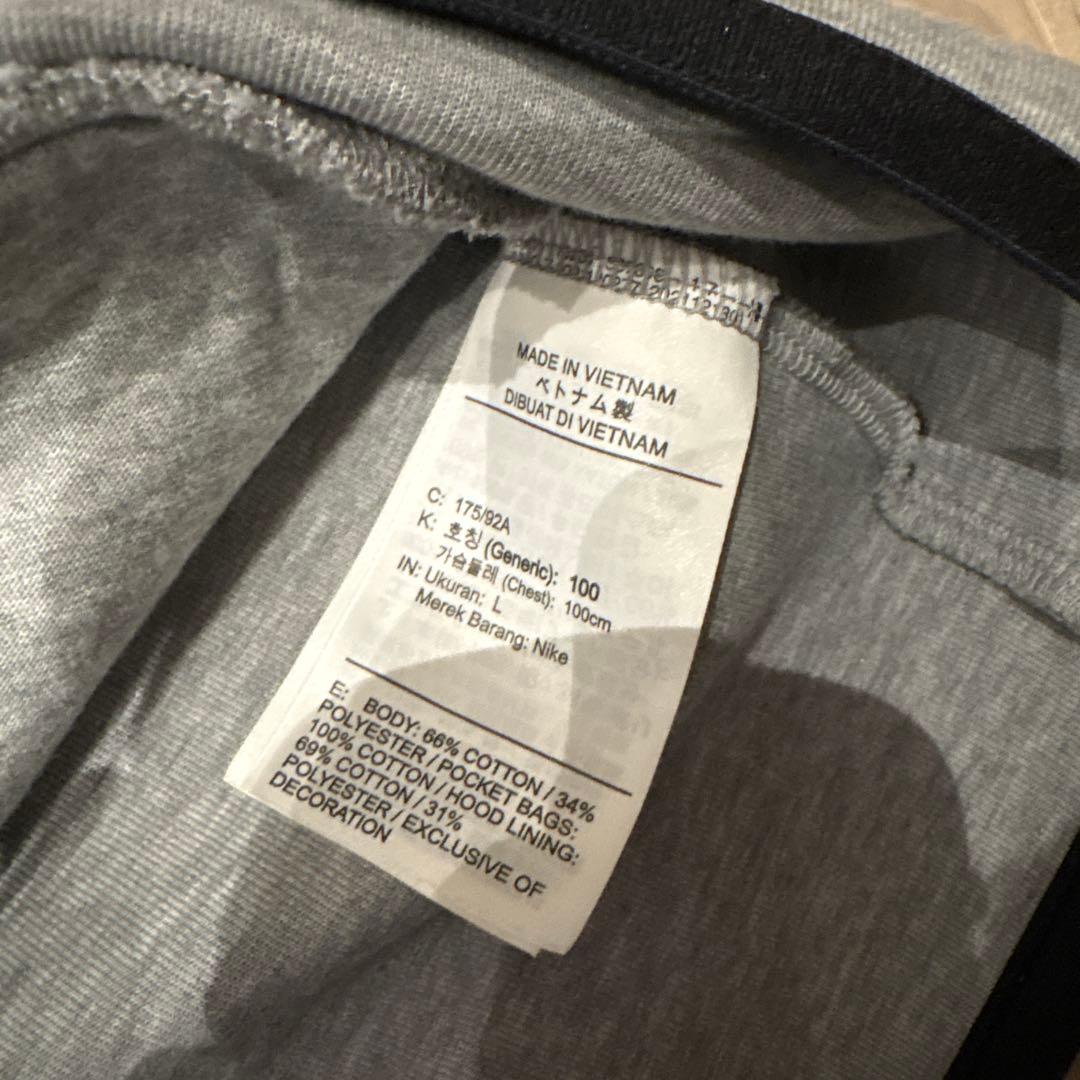 MADE IN VIETNAM
ベトナム製
DIBUAT DI VIETNAM
C: 175/92A
K: 호칭 (Generic): 100
가슴둘레 (Chest): 100cm
IN: Ukuran: L
Merek Barang: Nike
E: BODY: 66% COTTON / 34%
POLYESTER / POCKET BAGS:
100% COTTON / HOOD LINING:
69% COTTON / 31%
POLYESTER / EXCLUSIVE OF
DECORATION